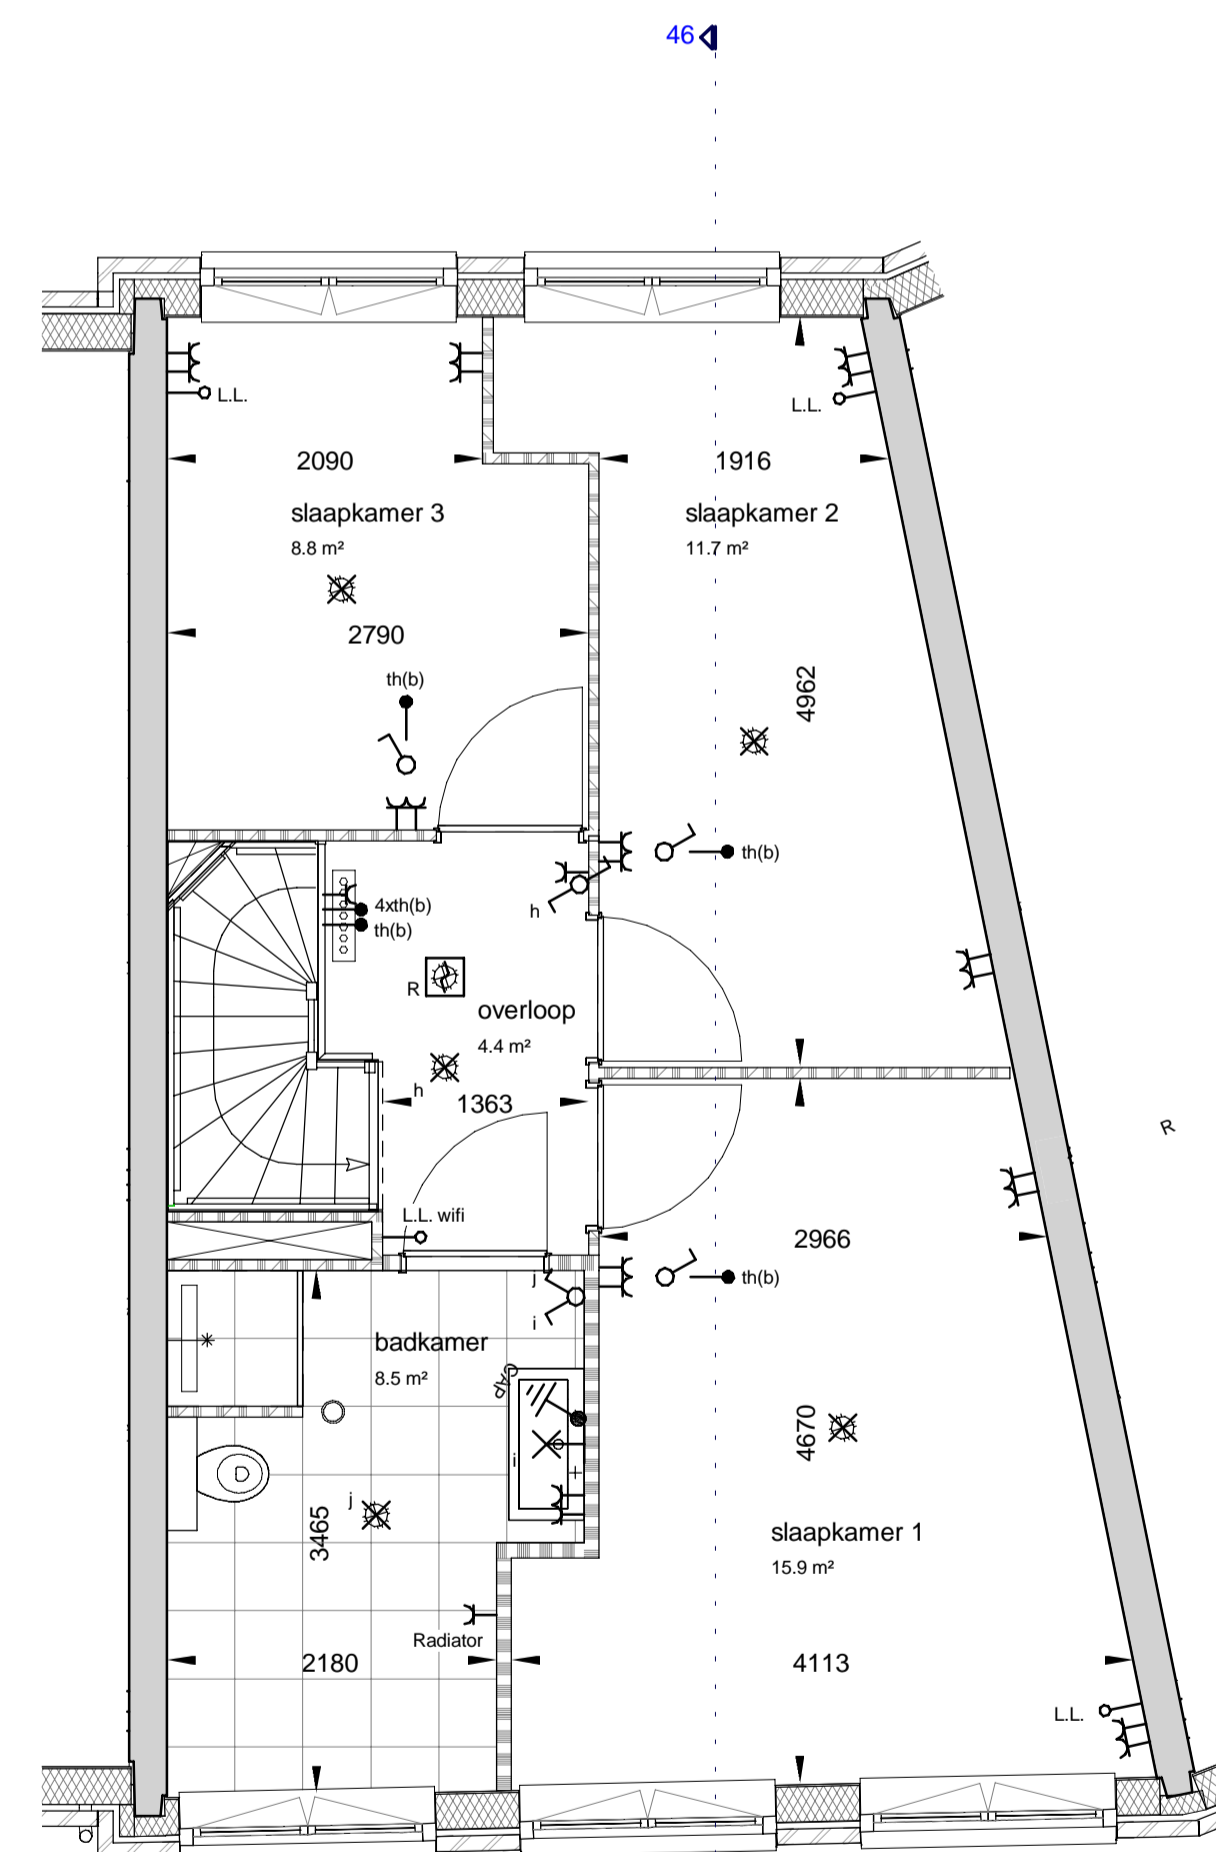 46
L.L.
L.L.
2090
1916
slaapkamer 3
8.8 m²
slaapkamer 2
11.7 m²
2790
th(b)
4962
th(b)
4xth(b)
th(b)
h
R
overloop
4.4 m²
h
1363
R
L.L. wifi
2966
j
th(b)
i
badkamer
8.5 m²
CAP
4670
j
3465
slaapkamer 1
15.9 m²
Radiator
2180
4113
L.L.